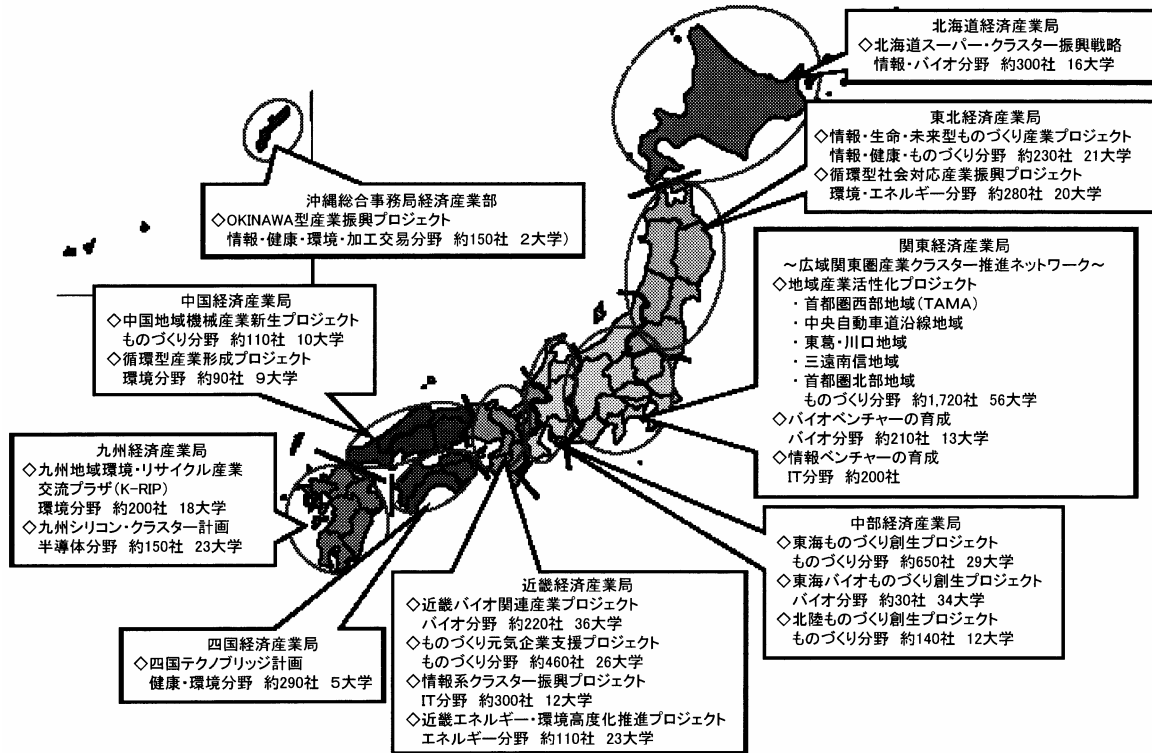 北海道経済産業局
◇北海道スーパー・クラスター振興戦略
情報・バイオ分野 約300社 16大学
東北経済産業局
◇情報・生命・未来型ものづくり産業プロジェクト
情報・健康・ものづくり分野 約230社 21大学
◇循環型社会対応産業振興プロジェクト
環境・エネルギー分野 約280社 20大学
沖縄総合事務局経済産業部
◇OKINAWA型産業振興プロジェクト
情報・健康・環境・加工交易分野 約150社 2大学)
関東経済産業局
～広域関東圏産業クラスター推進ネットワーク～
◇地域産業活性化プロジェクト
・首都圏西部地域(TAMA)
・中央自動車道沿線地域
・東葛・川口地域
・三遠南信地域
・首都圏北部地域
ものづくり分野 約1,720社 56大学
◇バイオベンチャーの育成
バイオ分野 約210社 13大学
◇情報ベンチャーの育成
IT分野 約200社
中国経済産業局
◇中国地域機械産業新生プロジェクト
ものづくり分野 約110社 10大学
◇循環型産業形成プロジェクト
環境分野 約90社 9大学
九州経済産業局
◇九州地域環境・リサイクル産業
交流プラザ(K-RIP)
環境分野 約200社 18大学
◇九州シリコン・クラスター計画
半導体分野 約150社 23大学
中部経済産業局
◇東海ものづくり創生プロジェクト
ものづくり分野 約650社 29大学
◇東海バイオものづくり創生プロジェクト
バイオ分野 約30社 34大学
◇北陸ものづくり創生プロジェクト
ものづくり分野 約140社 12大学
近畿経済産業局
◇近畿バイオ関連産業プロジェクト
バイオ分野 約220社 36大学
◇ものづくり元気企業支援プロジェクト
ものづくり分野 約460社 26大学
◇情報系クラスター振興プロジェクト
IT分野 約300社 12大学
◇近畿エネルギー・環境高度化推進プロジェクト
エネルギー分野 約110社 23大学
四国経済産業局
◇四国テクノブリッジ計画
健康・環境分野 約290社 5大学